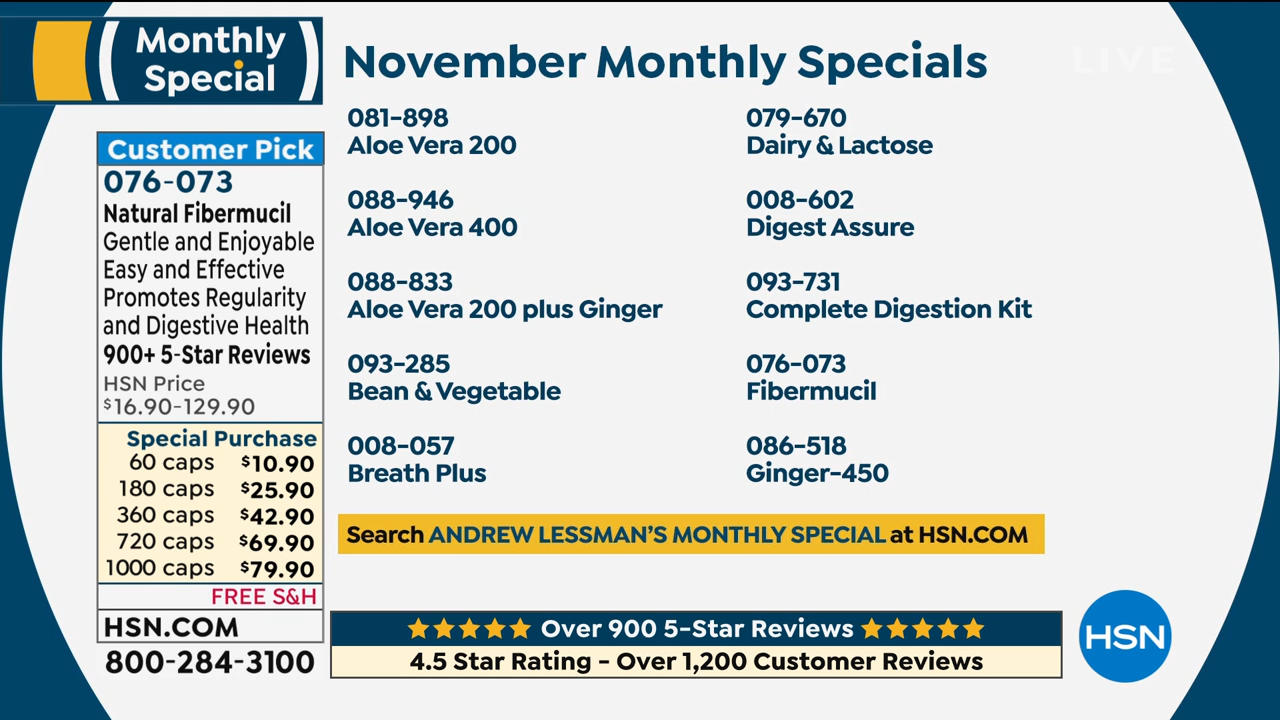 Monthly
Special
Customer Pick
076-073
Natural Fibermucil
Gentle and Enjoyable
Easy and Effective
Promotes Regularity
and Digestive Health
900+ 5-Star Reviews
HSN Price
$16.90-129.90
Special Purchase
60 caps $10.90
180 caps $25.90
360 caps $42.90
720 caps $69.90
1000 caps $79.90
FREE S&H
HSN.COM
800-284-3100
November Monthly Specials
LIVE
081-898
Aloe Vera 200
088-946
Aloe Vera 400
088-833
Aloe Vera 200 plus Ginger
093-285
Bean & Vegetable
008-057
Breath Plus
079-670
Dairy & Lactose
008-602
Digest Assure
093-731
Complete Digestion Kit
076-073
Fibermucil
086-518
Ginger-450
Search ANDREW LESSMAN'S MONTHLY SPECIAL at HSN.COM
Over 900 5-Star Reviews
4.5 Star Rating - Over 1,200 Customer Reviews
HSN